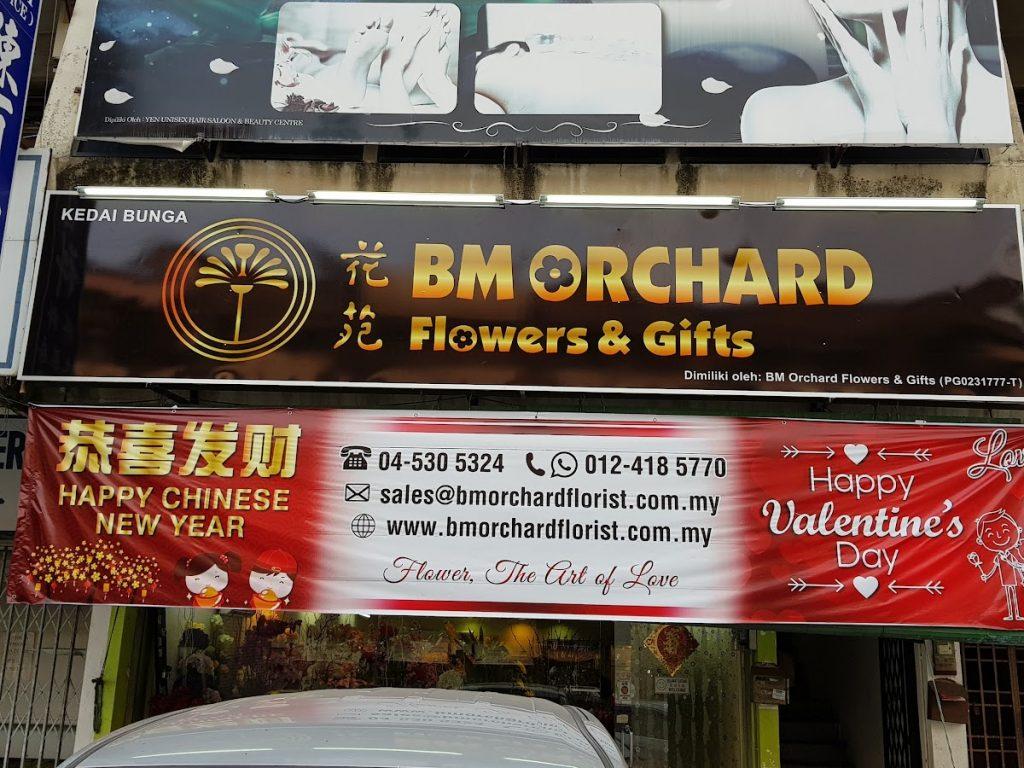 Dipiliki Oleh : YEN UNISEX HAIR SALOON & BEAUTY CENTRE
KEDAI BUNGA
花苑
BM ORCHARD
Flowers & Gifts
Dimiliki oleh: BM Orchard Flowers & Gifts (PG0231777-T)
恭喜发财
HAPPY CHINESE
NEW YEAR
04-530 5324 012-418 5770
sales@bmorchardflorist.com.my
www.bmorchardflorist.com.my
Flower, The Art of Love
Happy
Valentine's
Day